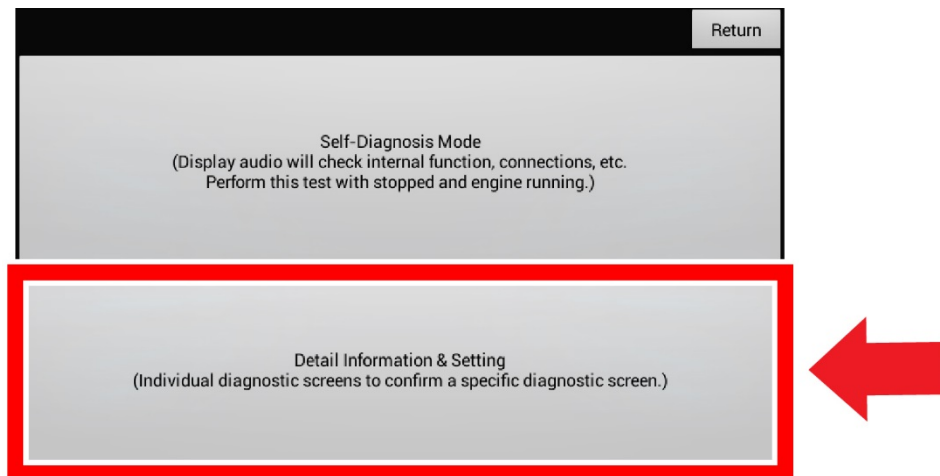 Return
Self-Diagnosis Mode
(Display audio will check internal function, connections, etc.
Perform this test with stopped and engine running.)
Detail Information & Setting
(Individual diagnostic screens to confirm a specific diagnostic screen.)